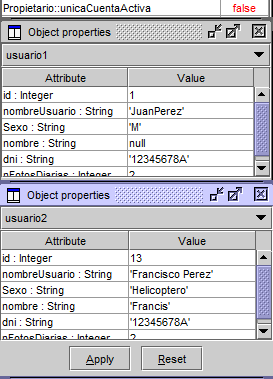 Propietario::unicaCuentaActiva false
Object properties
usuario1
Attribute Value
id : Integer 1
nombreUsuario : String 'JuanPerez'
Sexo : String 'M'
nombre : String null
dni : String '12345678A'
nFotosDiarias : Integer 2
Object properties
usuario2
Attribute Value
id : Integer 13
nombreUsuario : String 'Francisco Perez'
Sexo : String 'Helicoptero'
nombre : String 'Francis'
dni : String '12345678A'
nFotosDiarias : Integer 2
Apply Reset